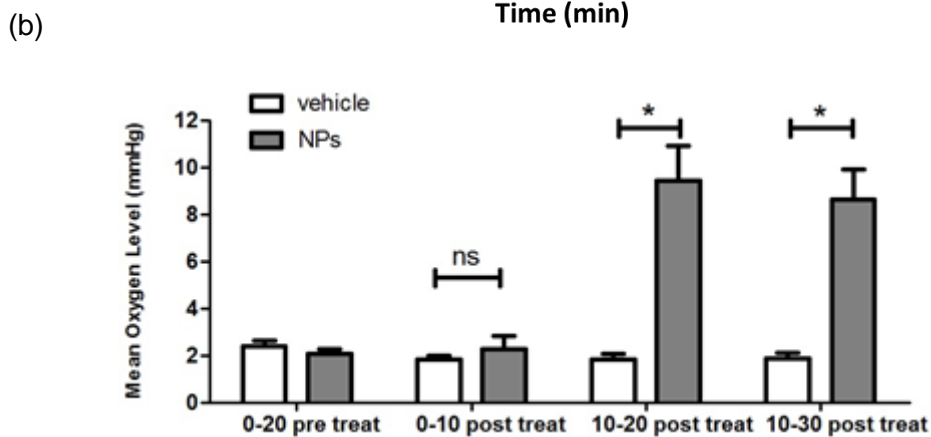 (b)
Time (min)
vehicle
NPs
Mean Oxygen Level (mmHg)
12
10
8
6
4
2
0
ns
*
*
0-20 pre treat
0-10 post treat
10-20 post treat
10-30 post treat